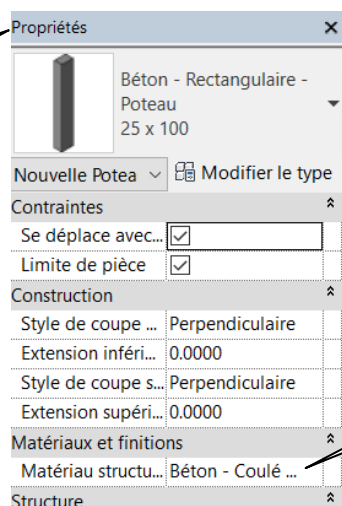 Propriétés
Béton - Rectangulaire -
Poteau
25 x 100
Nouvelle Potea
Modifier le type
Contraintes
Se déplace avec...
Limite de pièce
Construction
Style de coupe ... Perpendiculaire
Extension inféri... 0.0000
Style de coupe s... Perpendiculaire
Extension supéri... 0.0000
Matériaux et finitions
Matériau structu... Béton - Coulé ...
Structure